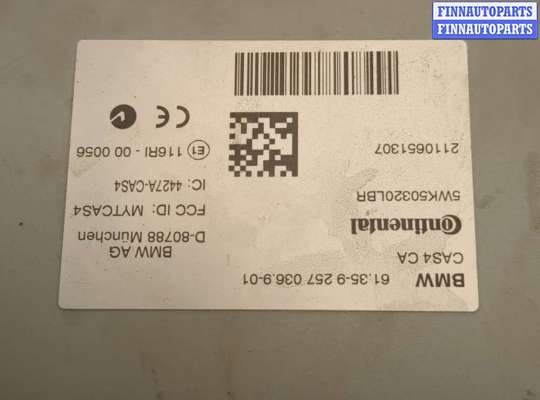 FINNAUTOPARTS
FINNAUTOPARTS
BMW 61.35-9 257 036.9-01
CAS4 CA
Continental
5WK50320LBR
2110651307
BMW AG
D-80788 München
FCC ID: MYTCAS4
IC: 4427A-CAS4
E1 116RI - 00 0056
CE